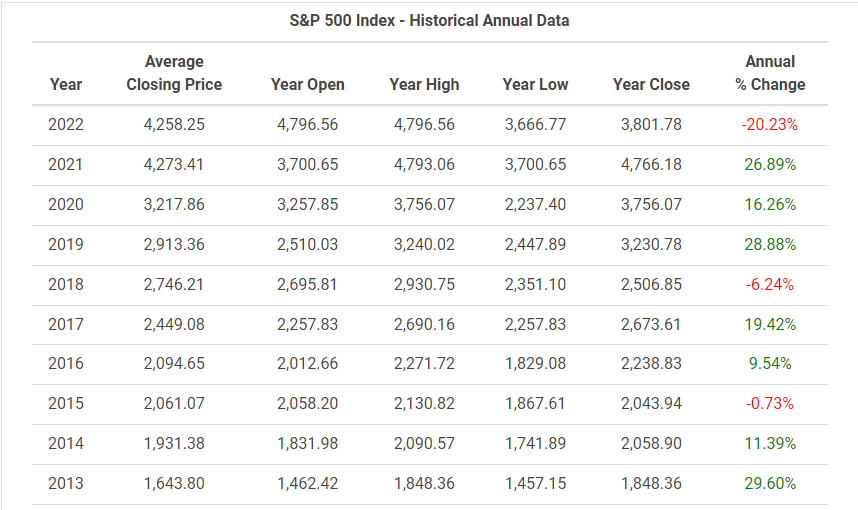 S&P 500 Index - Historical Annual Data
Average Annual
Year Closing Price Year Open Year High Year Low Year Close % Change
2022 4,258.25 4,796.56 4,796.56 3,666.77 3,801.78 -20.23%
2021 4,273.41 3,700.65 4,793.06 3,700.65 4,766.18 26.89%
2020 3,217.86 3,257.85 3,756.07 2,237.40 3,756.07 16.26%
2019 2,913.36 2,510.03 3,240.02 2,447.89 3,230.78 28.88%
2018 2,746.21 2,695.81 2,930.75 2,351.10 2,506.85 -6.24%
2017 2,449.08 2,257.83 2,690.16 2,257.83 2,673.61 19.42%
2016 2,094.65 2,012.66 2,271.72 1,829.08 2,238.83 9.54%
2015 2,061.07 2,058.20 2,130.82 1,867.61 2,043.94 -0.73%
2014 1,931.38 1,831.98 2,090.57 1,741.89 2,058.90 11.39%
2013 1,643.80 1,462.42 1,848.36 1,457.15 1,848.36 29.60%